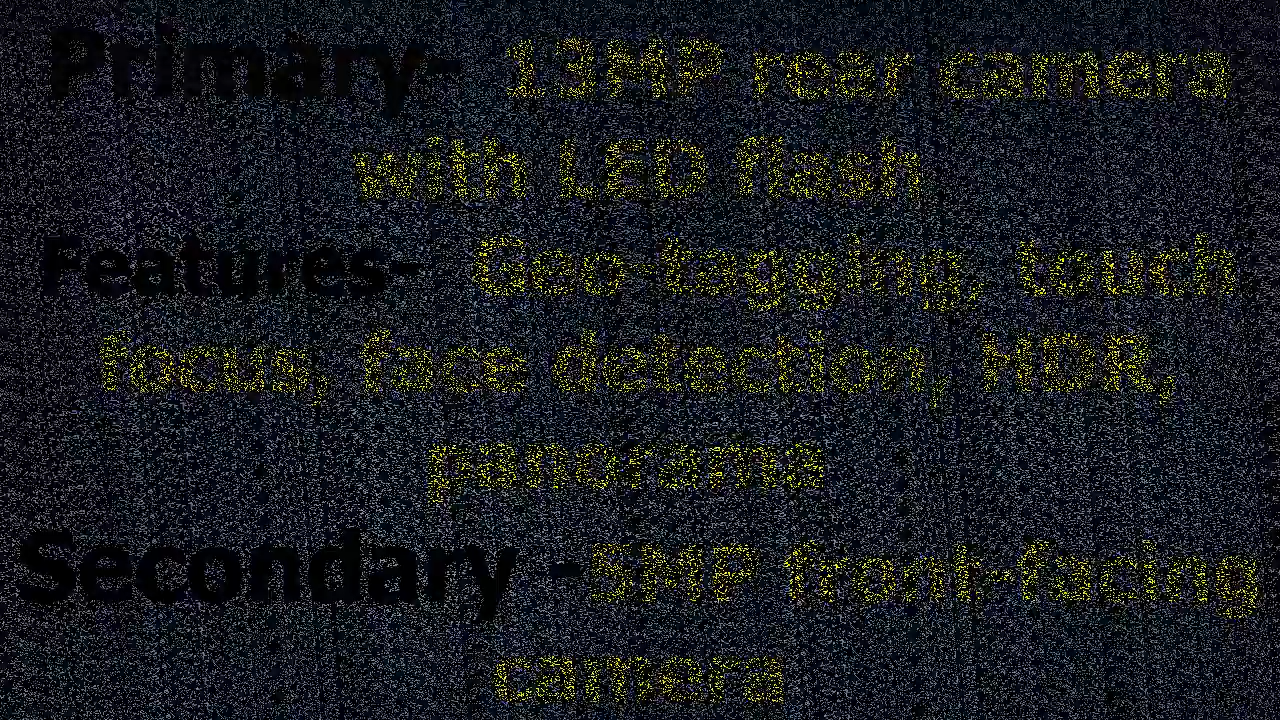 Primary- 13MP rear camera
with LED flash
Features- Geo-tagging, touch
focus, face detection, HDR,
panorama
Secondary -5MP front-facing
camera